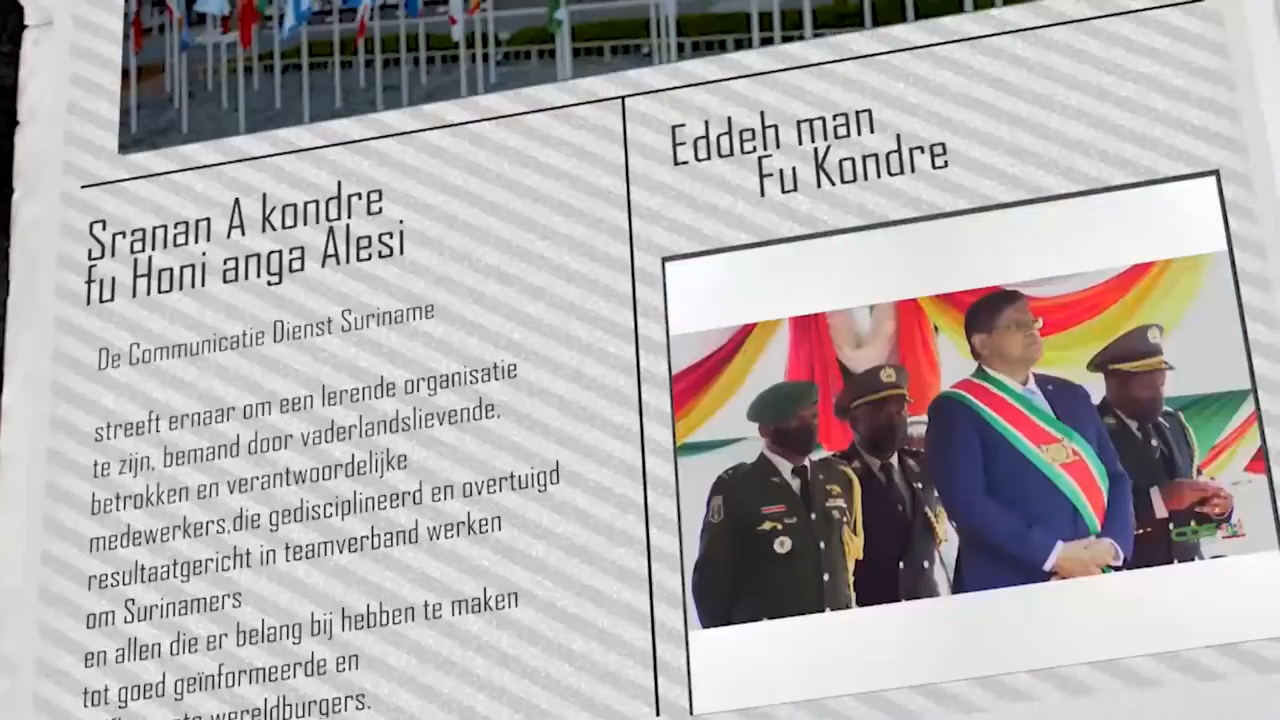 Sranan A kondre
fu Honi anga Alesi
De Communicatie Dienst Suriname
streeft ernaar om een lerende organisatie
te zijn, bemand door vaderlandslievende,
betrokken en verantwoordelijke
medewerkers,die gedisciplineerd en overtuigd
resultaatgericht in teamverband werken
om Surinamers
en allen die er belang bij hebben te maken
tot goed geïnformeerde en
wereldburgers.
Eddeh man
Fu Kondre